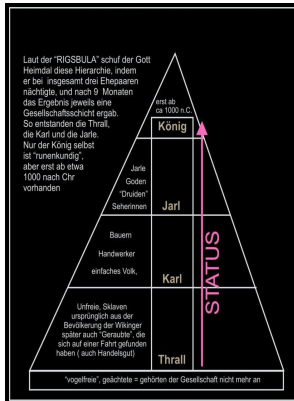 Laut der "RIGSBULA" schuf der Gott
Heimdal diese Hierarchie, indem
er bei insgesamt drei Ehepaaren
nächtigte, und nach 9 Monaten
das Ergebnis jeweils eine
Gesellschaftsschicht ergab.
So entstanden die Thrall,
die Karl und die Jarle.
Nur der König selbst
ist "runenkundig",
aber erst ab etwa
1000 nach Chr
vorhanden
erst ab
ca 1000 n.C.
König
Jarle
Goden
"Druiden"
Seherinnen
Jarl
Bauern
Handwerker
einfaches Volk,
Karl
Unfreie, Sklaven
ursprünglich aus der
Bevölkerung der Wikinger
später auch "Geraubte", die
sich auf einer Fahrt gefunden
haben ( auch Handelsgut)
Thrall
STATUS
"vogelfreie", geächtete = gehörten der Gesellschaft nicht mehr an